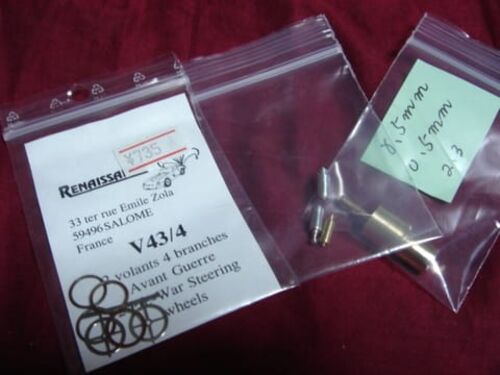 ¥735
RENAISSA
33 ter rue Emile Zola
59496 SALOME
France
V43/4
volants 4 branches
Avant Guerre
War Steering
wheels
8,5mm
0,5mm